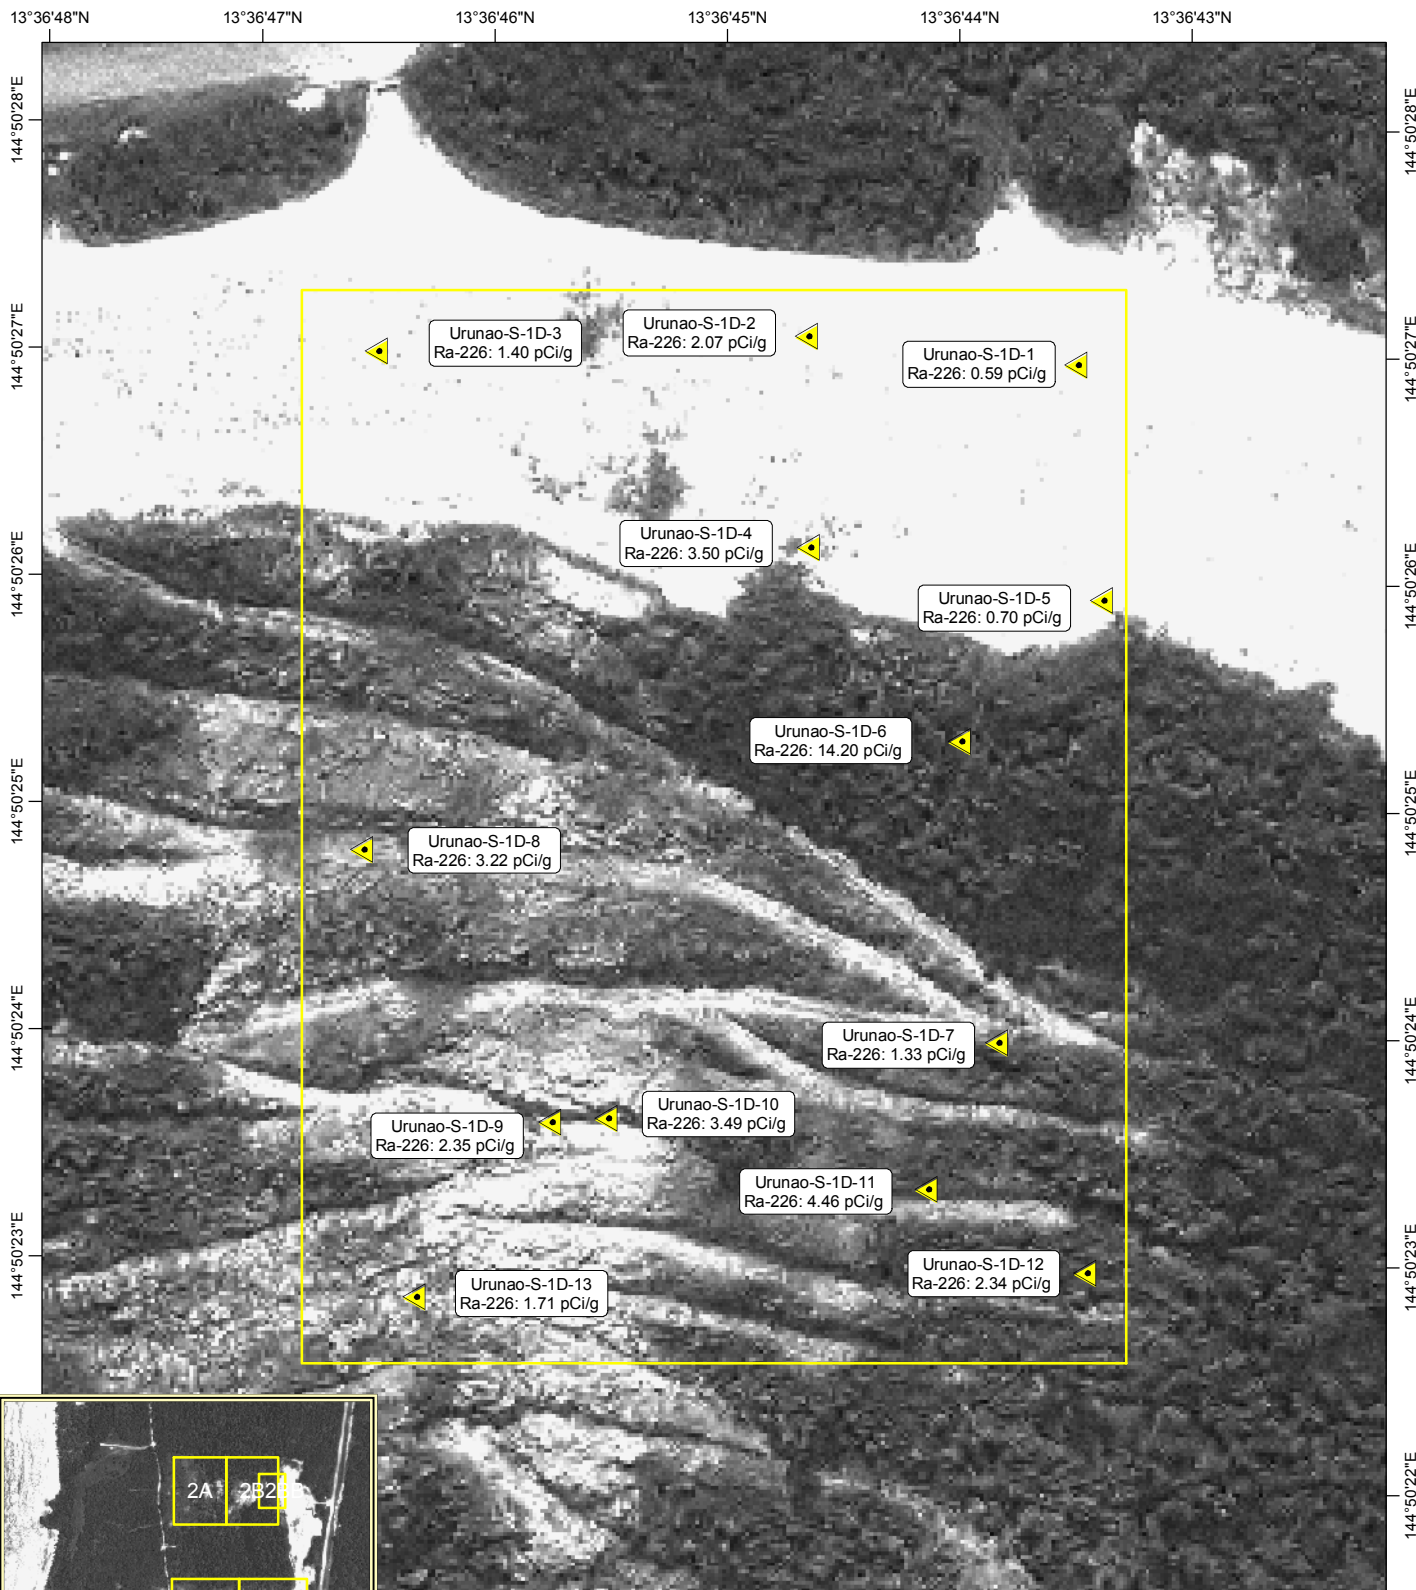 13°36'48"N 13°36'47"N 13°36'46"N 13°36'45"N 13°36'44"N 13°36'43"N
144°50'28"E 144°50'28"E
144°50'27"E 144°50'27"E
Urunao-S-1D-3
Ra-226: 1.40 pCi/g
Urunao-S-1D-2
Ra-226: 2.07 pCi/g
Urunao-S-1D-1
Ra-226: 0.59 pCi/g
144°50'26"E 144°50'26"E
Urunao-S-1D-4
Ra-226: 3.50 pCi/g
Urunao-S-1D-5
Ra-226: 0.70 pCi/g
Urunao-S-1D-6
Ra-226: 14.20 pCi/g
144°50'25"E 144°50'25"E
Urunao-S-1D-8
Ra-226: 3.22 pCi/g
144°50'24"E 144°50'24"E
Urunao-S-1D-7
Ra-226: 1.33 pCi/g
Urunao-S-1D-9
Ra-226: 2.35 pCi/g
Urunao-S-1D-10
Ra-226: 3.49 pCi/g
Urunao-S-1D-11
Ra-226: 4.46 pCi/g
144°50'23"E 144°50'23"E
Urunao-S-1D-12
Ra-226: 2.34 pCi/g
Urunao-S-1D-13
Ra-226: 1.71 pCi/g
144°50'22"E
2A 2B